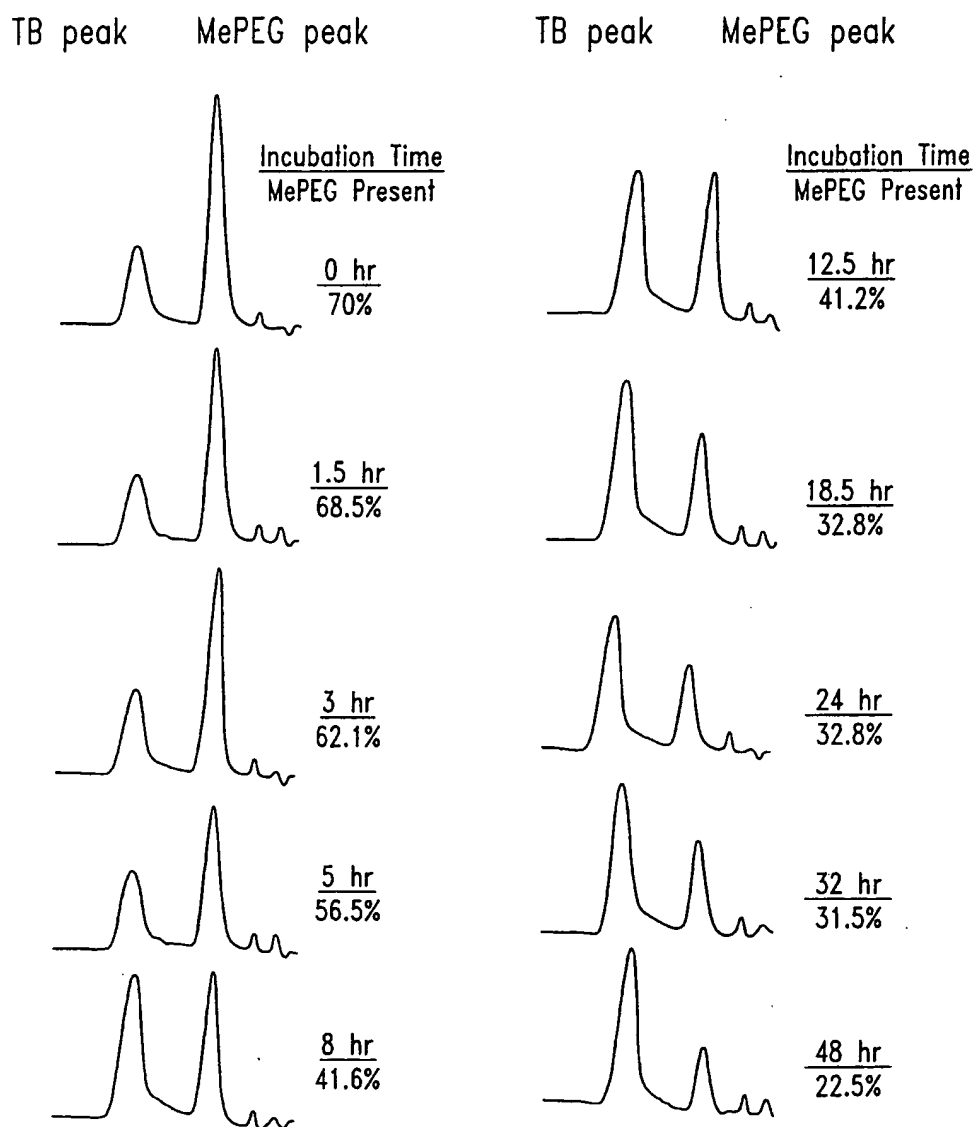 TB peak MePEG peak
Incubation Time
MePEG Present
0 hr
70%
1.5 hr
68.5%
3 hr
62.1%
5 hr
56.5%
8 hr
41.6%
TB peak MePEG peak
Incubation Time
MePEG Present
12.5 hr
41.2%
18.5 hr
32.8%
24 hr
32.8%
32 hr
31.5%
48 hr
22.5%